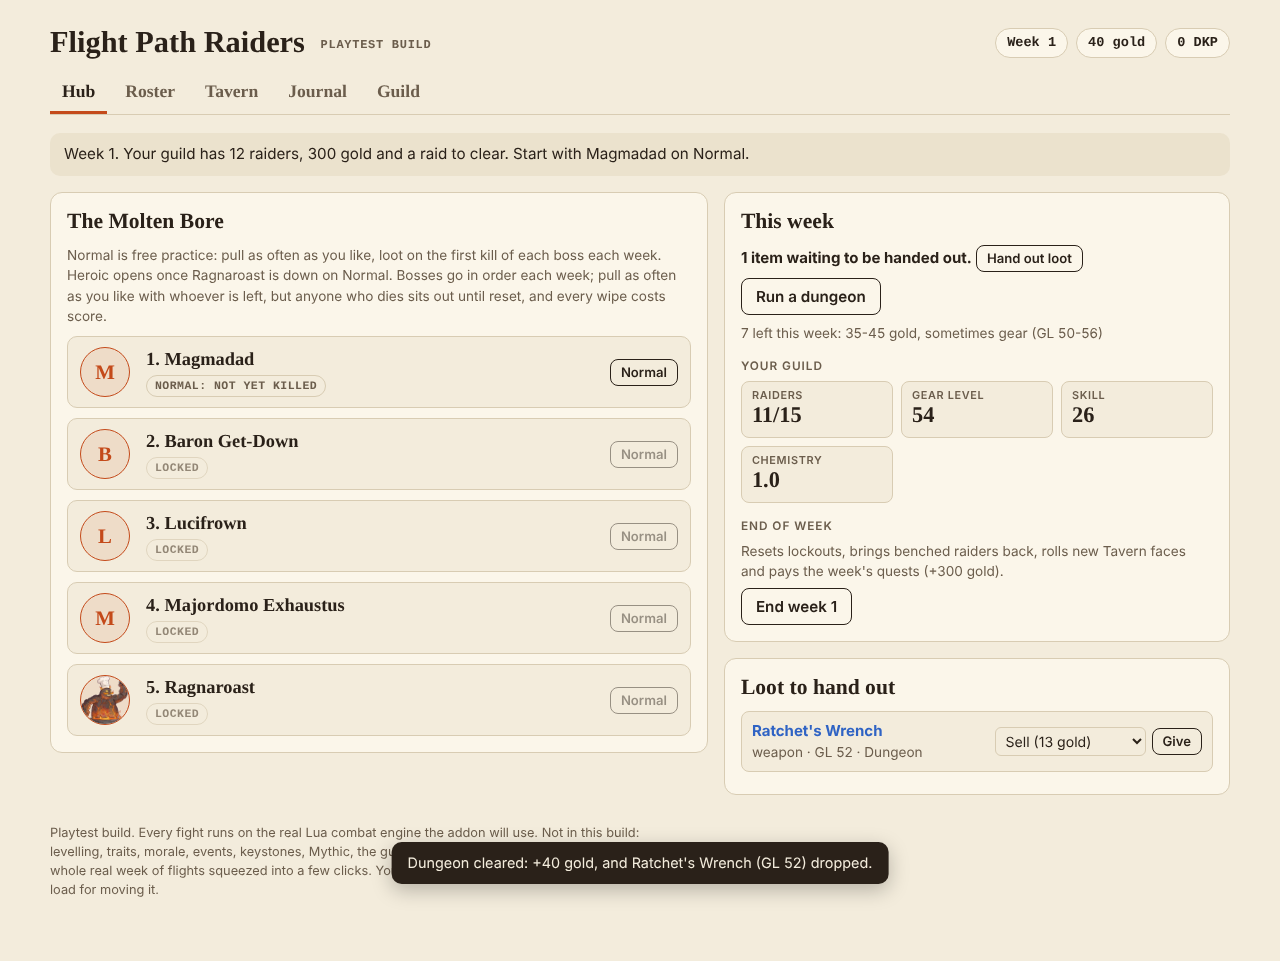 Flight Path Raiders PLAYTEST BUILD
Week 1 40 gold 0 DKP
Hub Roster Tavern Journal Guild
Week 1. Your guild has 12 raiders, 300 gold and a raid to clear. Start with Magmadad on Normal.
The Molten Bore
Normal is free practice: pull as often as you like, loot on the first kill of each boss each week.
Heroic opens once Ragnaroast is down on Normal. Bosses go in order each week; pull as often
as you like with whoever is left, but anyone who dies sits out until reset, and every wipe costs
score.
M
1. Magmadad
NORMAL: NOT YET KILLED
Normal
B
2. Baron Get-Down
LOCKED
Normal
L
3. Lucifrown
LOCKED
Normal
M
4. Majordomo Exhaustus
LOCKED
Normal
5. Ragnaroast
LOCKED
Normal
This week
1 item waiting to be handed out. Hand out loot
Run a dungeon
7 left this week: 35-45 gold, sometimes gear (GL 50-56)
YOUR GUILD
RAIDERS
11/15
GEAR LEVEL
54
SKILL
26
CHEMISTRY
1.0
END OF WEEK
Resets lockouts, brings benched raiders back, rolls new Tavern faces
and pays the week's quests (+300 gold).
End week 1
Loot to hand out
Ratchet's Wrench
weapon · GL 52 · Dungeon
Sell (13 gold)
Give
Playtest build. Every fight runs on the real Lua combat engine the addon will use. Not in this build:
levelling, traits, morale, events, keystones, Mythic, the
whole real week of flights squeezed into a few clicks.
load for moving it.
Dungeon cleared: +40 gold, and Ratchet's Wrench (GL 52) dropped.